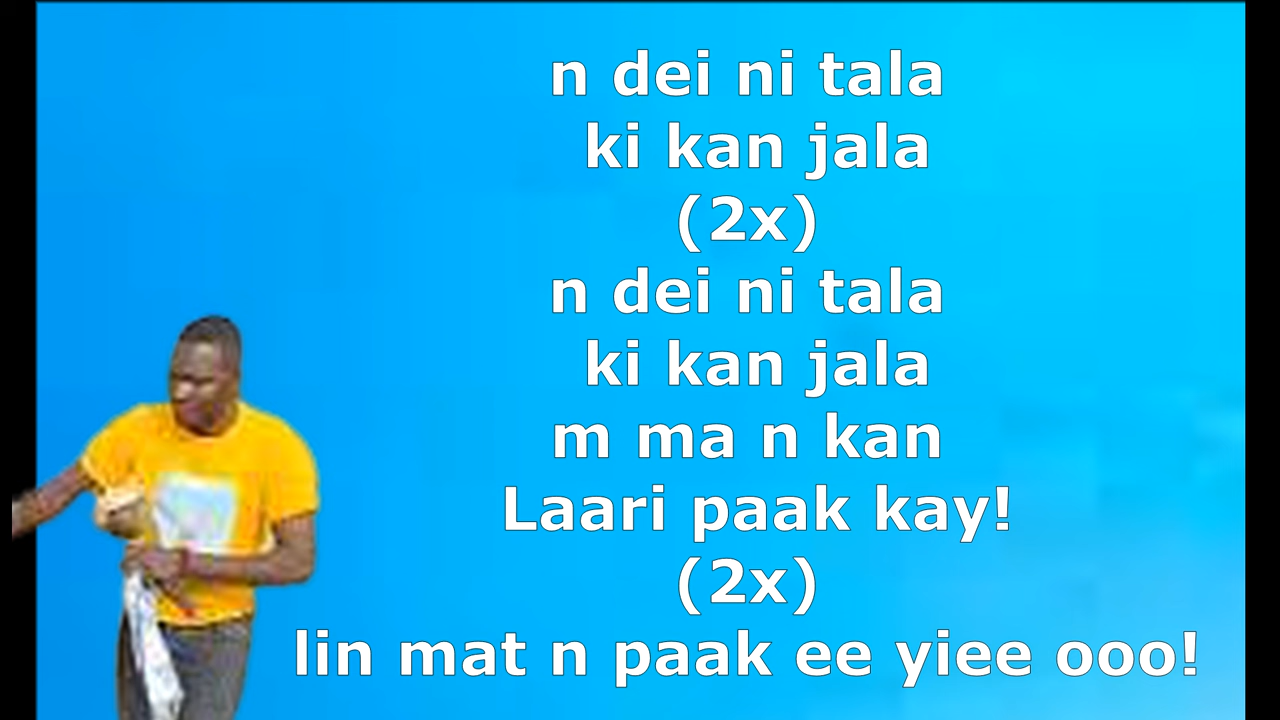 n dei ni tala
ki kan jala
(2x)
n dei ni tala
ki kan jala
m ma n kan
Laari paak kay!
(2x)
lin mat n paak ee yiee ooo!